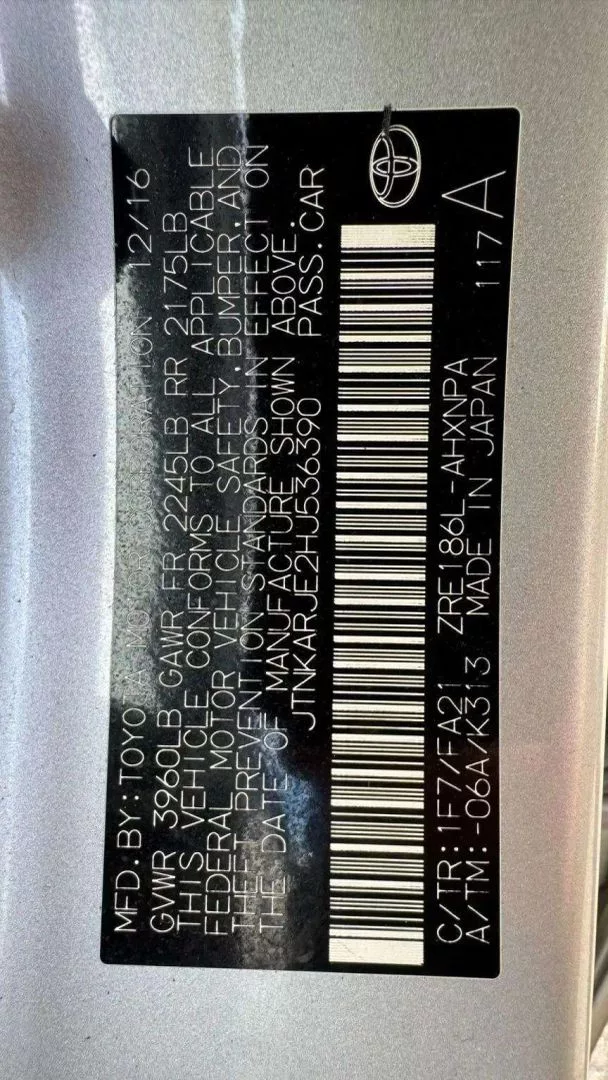 MFD.BY:TOYOTA MOTOR CORPORATION 12/16
GVWR 3960LB GAWR FR 2245LB RR 2175LB
THIS VEHICLE CONFORMS TO ALL APPLICABLE
FEDERAL MOTOR VEHICLE SAFETY,BUMPER,AND
THEFT PREVENTION STANDARDS IN EFFECT ON
THE DATE OF MANUFACTURE SHOWN ABOVE.
JTNKARJE2HJ536390 PASS.CAR
C/TR:1F7/FA21 ZRE186L-AHXNPA
A/TM:-06A/K313 MADE IN JAPAN 117 A